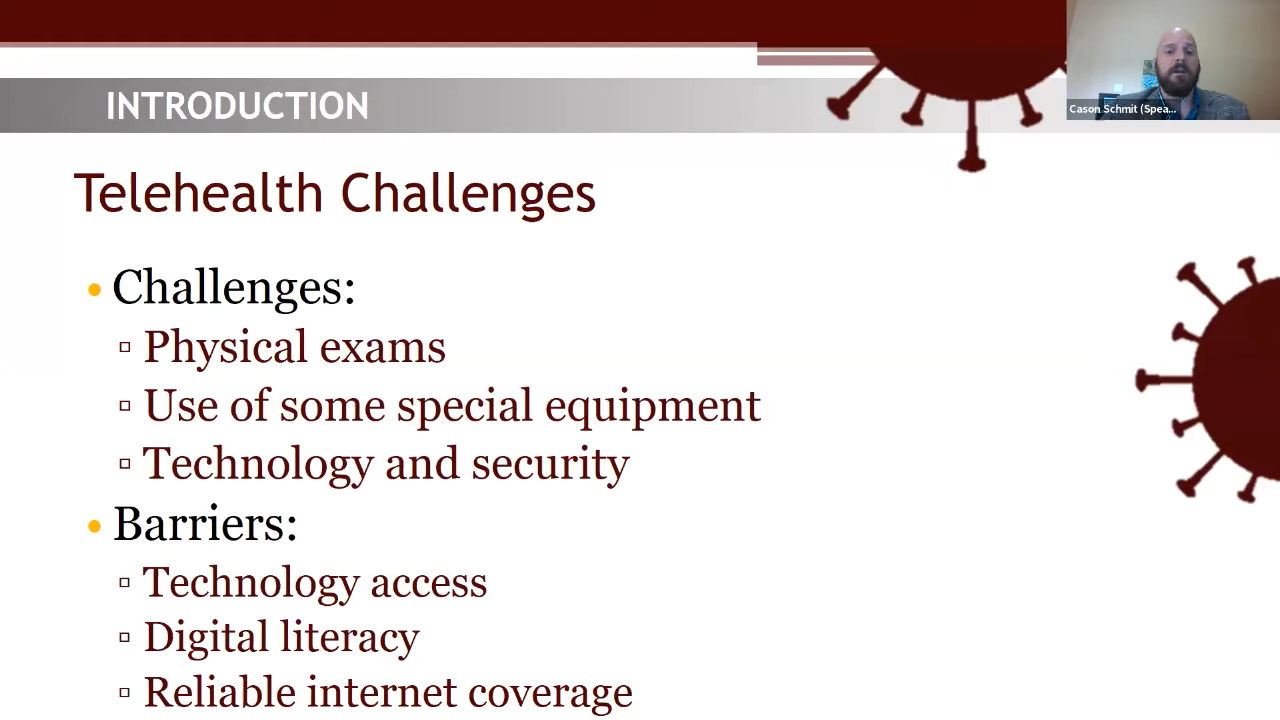 INTRODUCTION
Cason Schmit (Spea...
Telehealth Challenges
• Challenges:
▫ Physical exams
▫ Use of some special equipment
▫ Technology and security
• Barriers:
▫ Technology access
▫ Digital literacy
▫ Reliable internet coverage